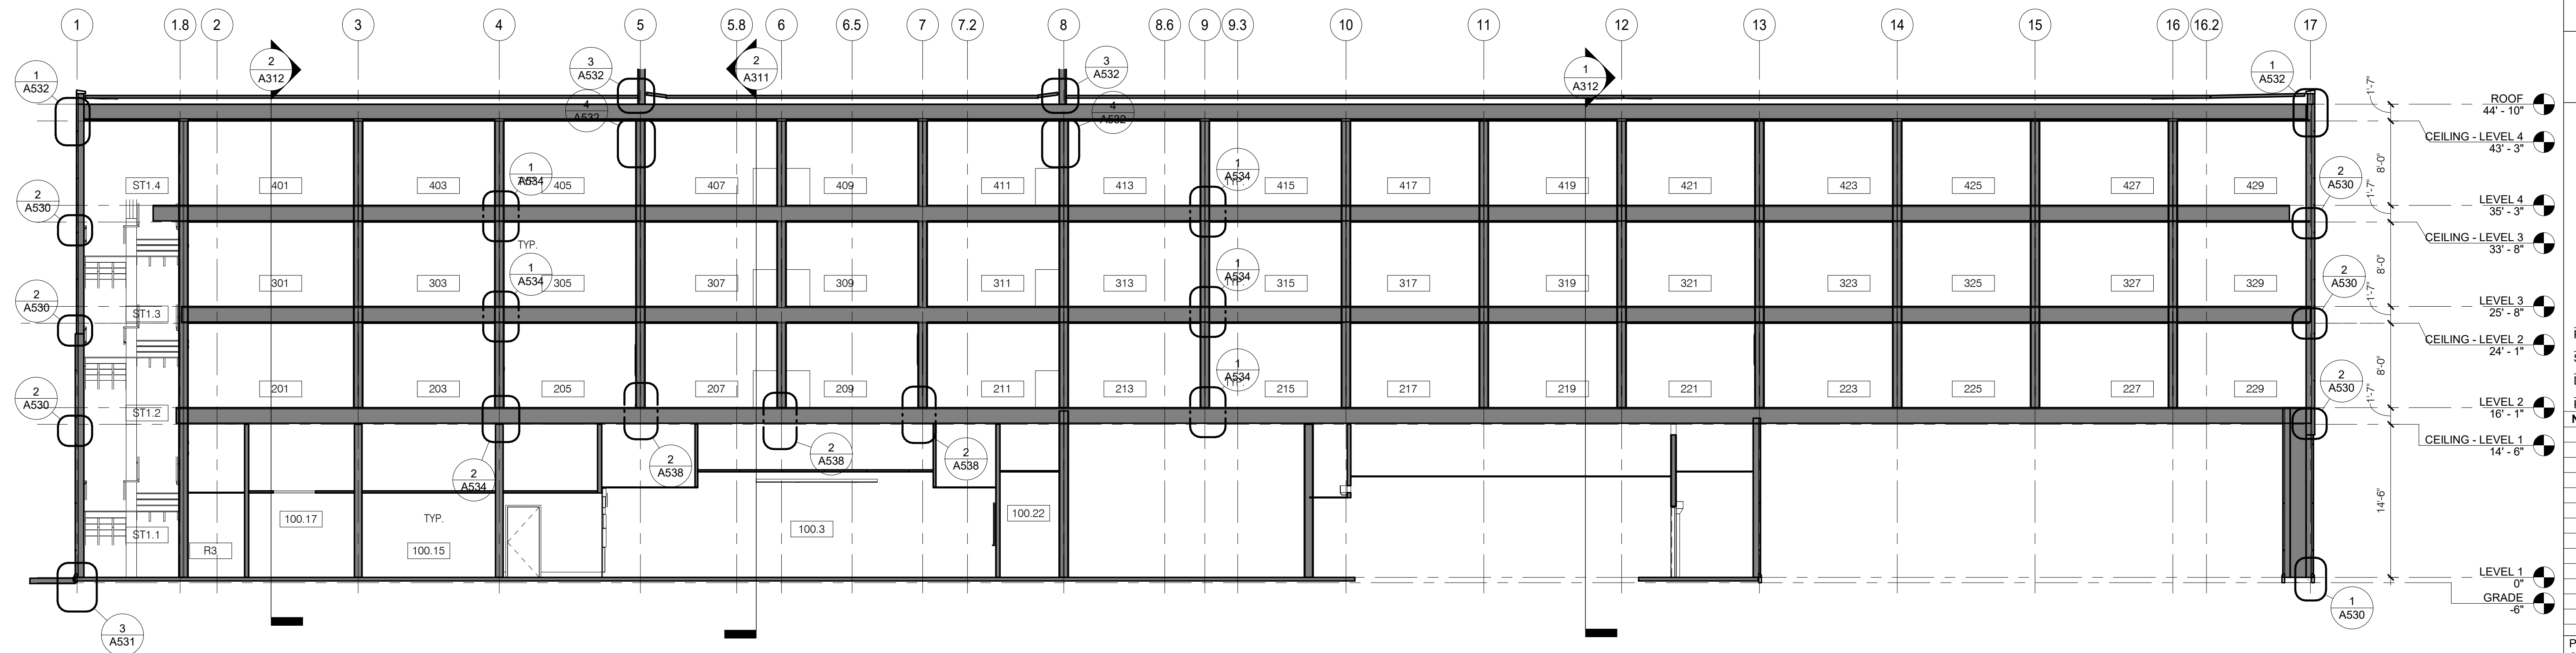 1 1.8 2 3 4 5 5.8 6 6.5 7 7.2 8 8.6 9 9.3 10 11 12 13 14 15 16 16.2 17
2 A312
2 A311
1 A312
1 A532
3 A532
4 A532
3 A532
4 A532
1 A532
1'-7"
ROOF
44' - 10"
CEILING - LEVEL 4
43' - 3"
8'-0"
1 A534
TYP.
1 A534
TYP.
ST1.4 401 403 405 407 409 411 413 415 417 419 421 423 425 427 429
2 A530
2 A530
1'-7"
LEVEL 4
35' - 3"
CEILING - LEVEL 3
33' - 8"
8'-0"
TYP.
1 A534
1 A534
TYP.
301 303 305 307 309 311 313 315 317 319 321 323 325 327 329
2 A530
2 A530
ST1.3
1'-7"
LEVEL 3
25' - 8"
CEILING - LEVEL 2
24' - 1"
8'-0"
1 A534
TYP.
201 203 205 207 209 211 213 215 217 219 221 223 225 227 229
2 A530
2 A530
ST1.2
1'-7"
LEVEL 2
16' - 1"
CEILING - LEVEL 1
14' - 6"
2 A534
2 A538
2 A538
2 A538
14'-6"
100.17
TYP.
100.22
100.3
ST1.1
R3
100.15
LEVEL 1
0"
GRADE
-6"
3 A531
1 A530